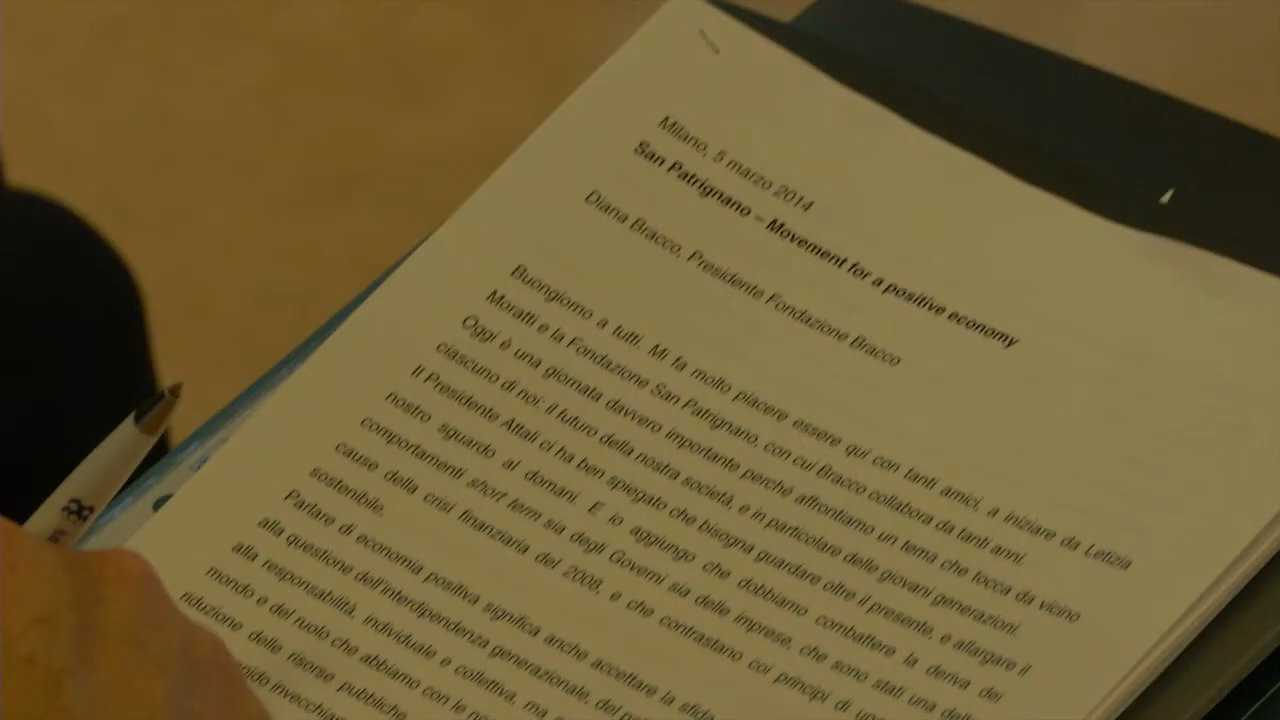 Milano, 5 marzo 2014
San Patrignano – Movement for a positive economy
Diana Bracco, Presidente Fondazione Bracco
Buongiorno a tutti. Mi fa molto piacere essere qui con tanti amici, a iniziare da Letizia
Moratti e la Fondazione San Patrignano, con cui Bracco collabora da tanti anni.
Oggi è una giornata davvero importante perché affrontiamo un tema che tocca da vicino
ciascuno di noi: il futuro della nostra società, e in particolare delle giovani generazioni.
Il Presidente Attali ci ha ben spiegato che bisogna guardare oltre il presente, e allargare il
nostro sguardo al domani. E io aggiungo che dobbiamo combattere la deriva dei
comportamenti short term sia degli Governi sia delle imprese, che sono stati una delle
cause della crisi finanziaria del 2008, e che contrastano coi principi di
sostenibile.
Parlare di economia positiva significa anche accettare la sfida
alla questione dell'interdipendenza generazionale, del
alla responsabilità, individuale e collettiva, ma
mondo e del ruolo che abbiamo con le
riduzione delle risorse pubbliche